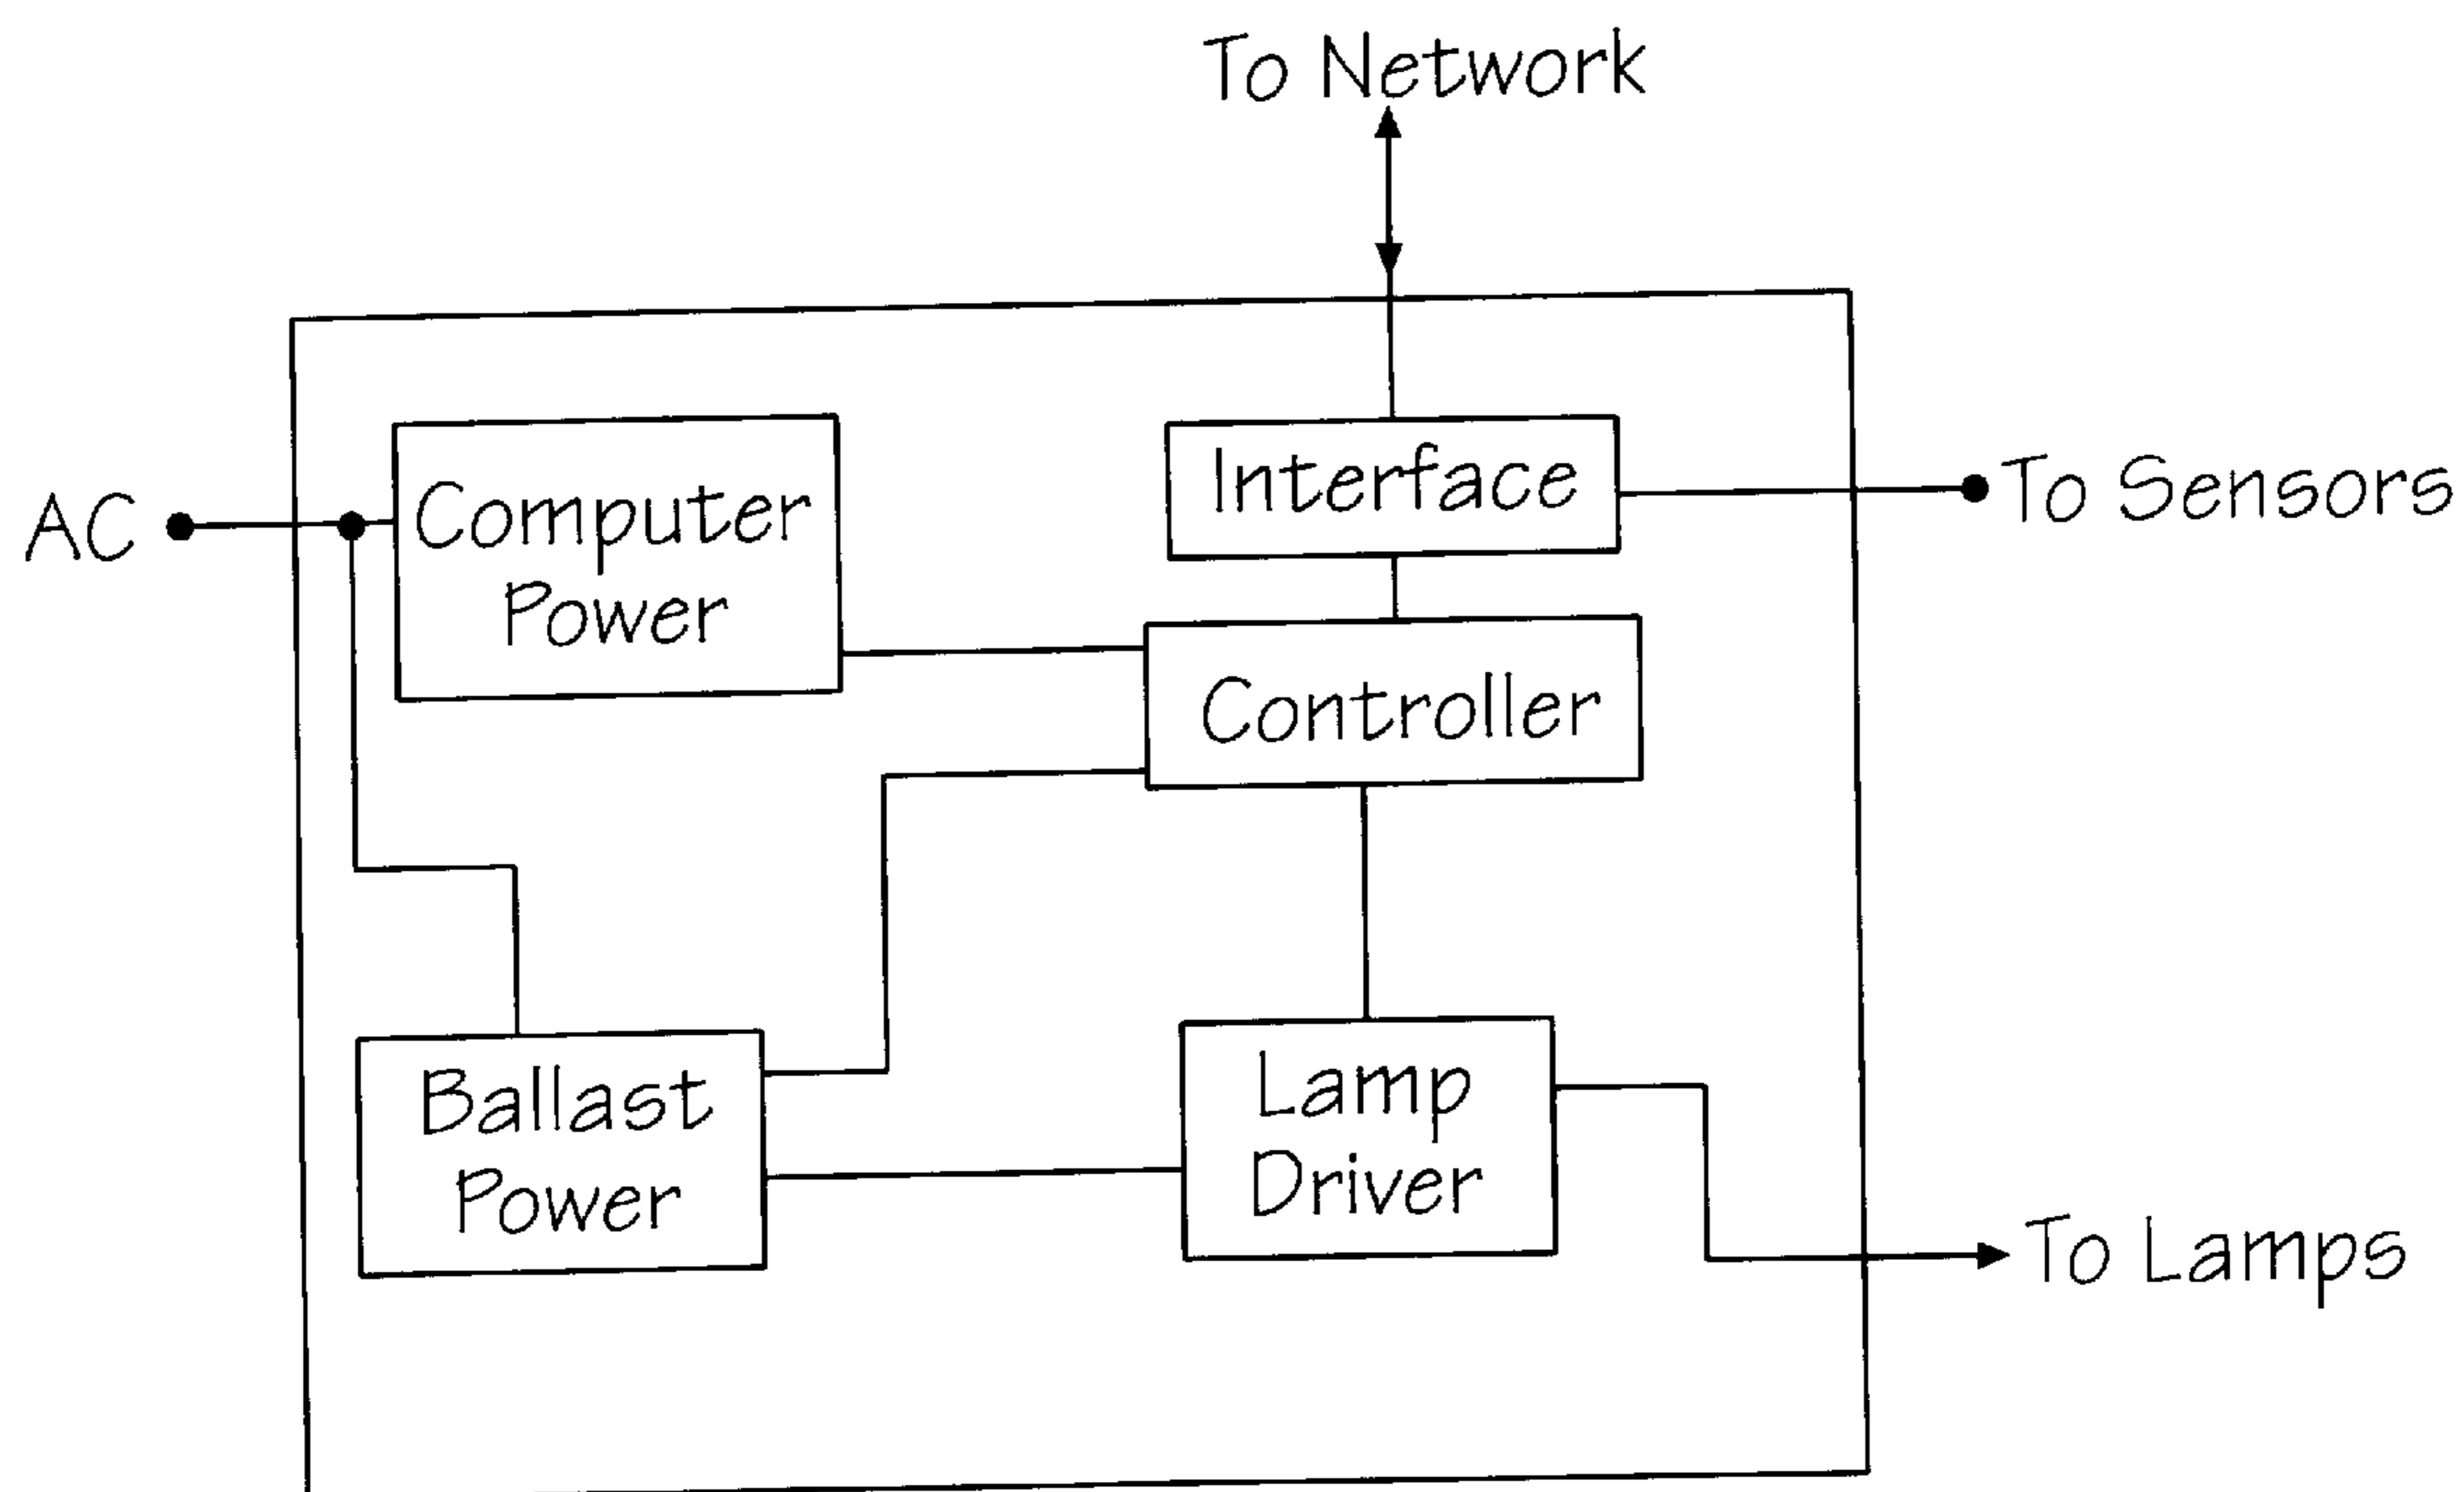 To Network
AC
Computer
Power
Interface
To Sensors
Controller
Ballast
Power
Lamp
Driver
To Lamps